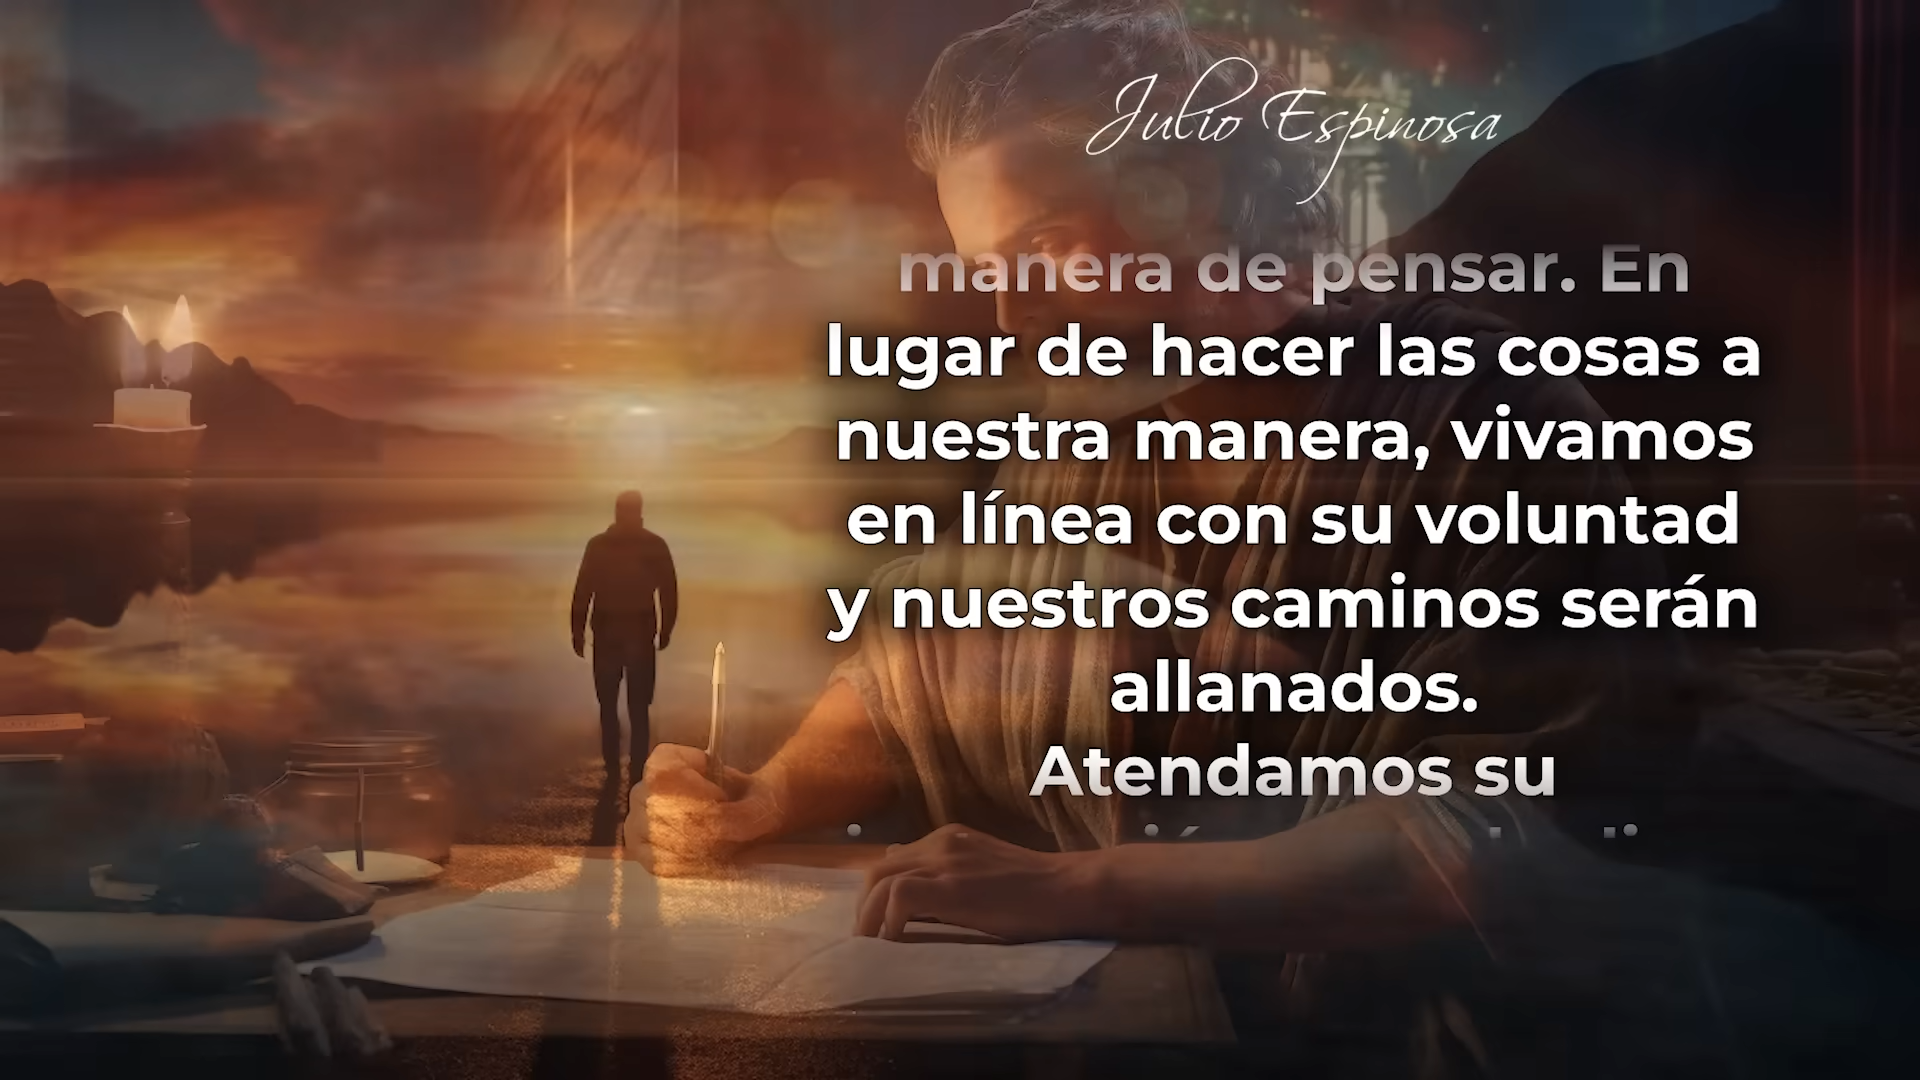 Julio Espinosa
manera de pensar. En
lugar de hacer las cosas a
nuestra manera, vivamos
en línea con su voluntad
y nuestros caminos serán
allanados.
Atendamos su